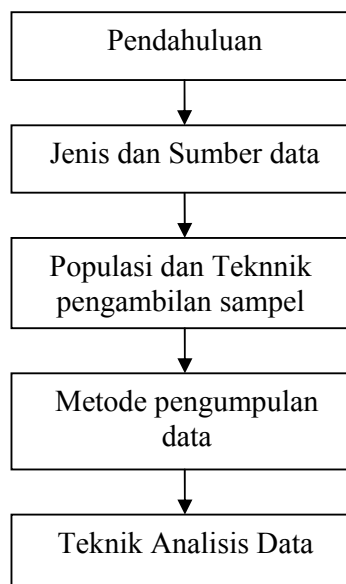 Pendahuluan
Jenis dan Sumber data
Populasi dan Teknnik
pengambilan sampel
Metode pengumpulan
data
Teknik Analisis Data